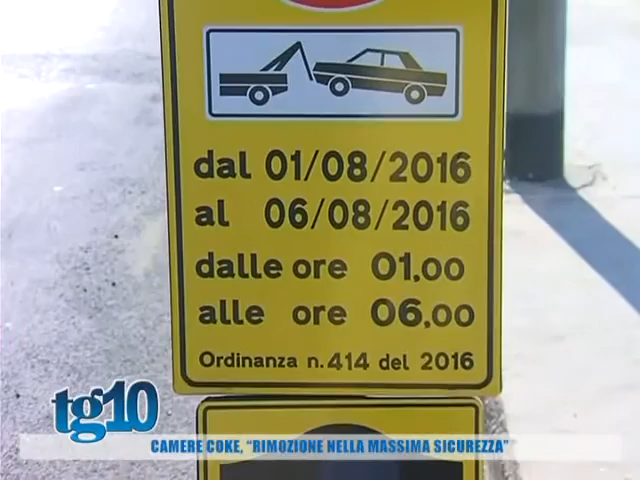 dal 01/08/2016
al 06/08/2016
dalle ore 01.00
alle ore 06.00
Ordinanza n.414 del 2016
tg10
CAMERE COKE, “RIMOZIONE NELLA MASSIMA SICUREZZA”